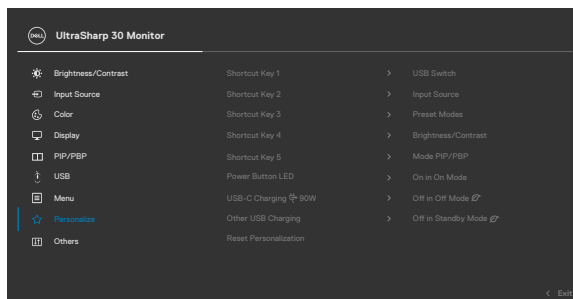 DELL UltraSharp 30 Monitor
Brightness/Contrast Shortcut Key 1 > USB Switch
Input Source Shortcut Key 2 > Input Source
Color Shortcut Key 3 > Preset Modes
Display Shortcut Key 4 > Brightness/Contrast
PIP/PBP Shortcut Key 5 > Mode PIP/PBP
USB Power Button LED > On in On Mode
Menu USB-C Charging 90W > Off in Off Mode
Personalize Other USB Charging > Off in Standby Mode
Others Reset Personalization
< Exit